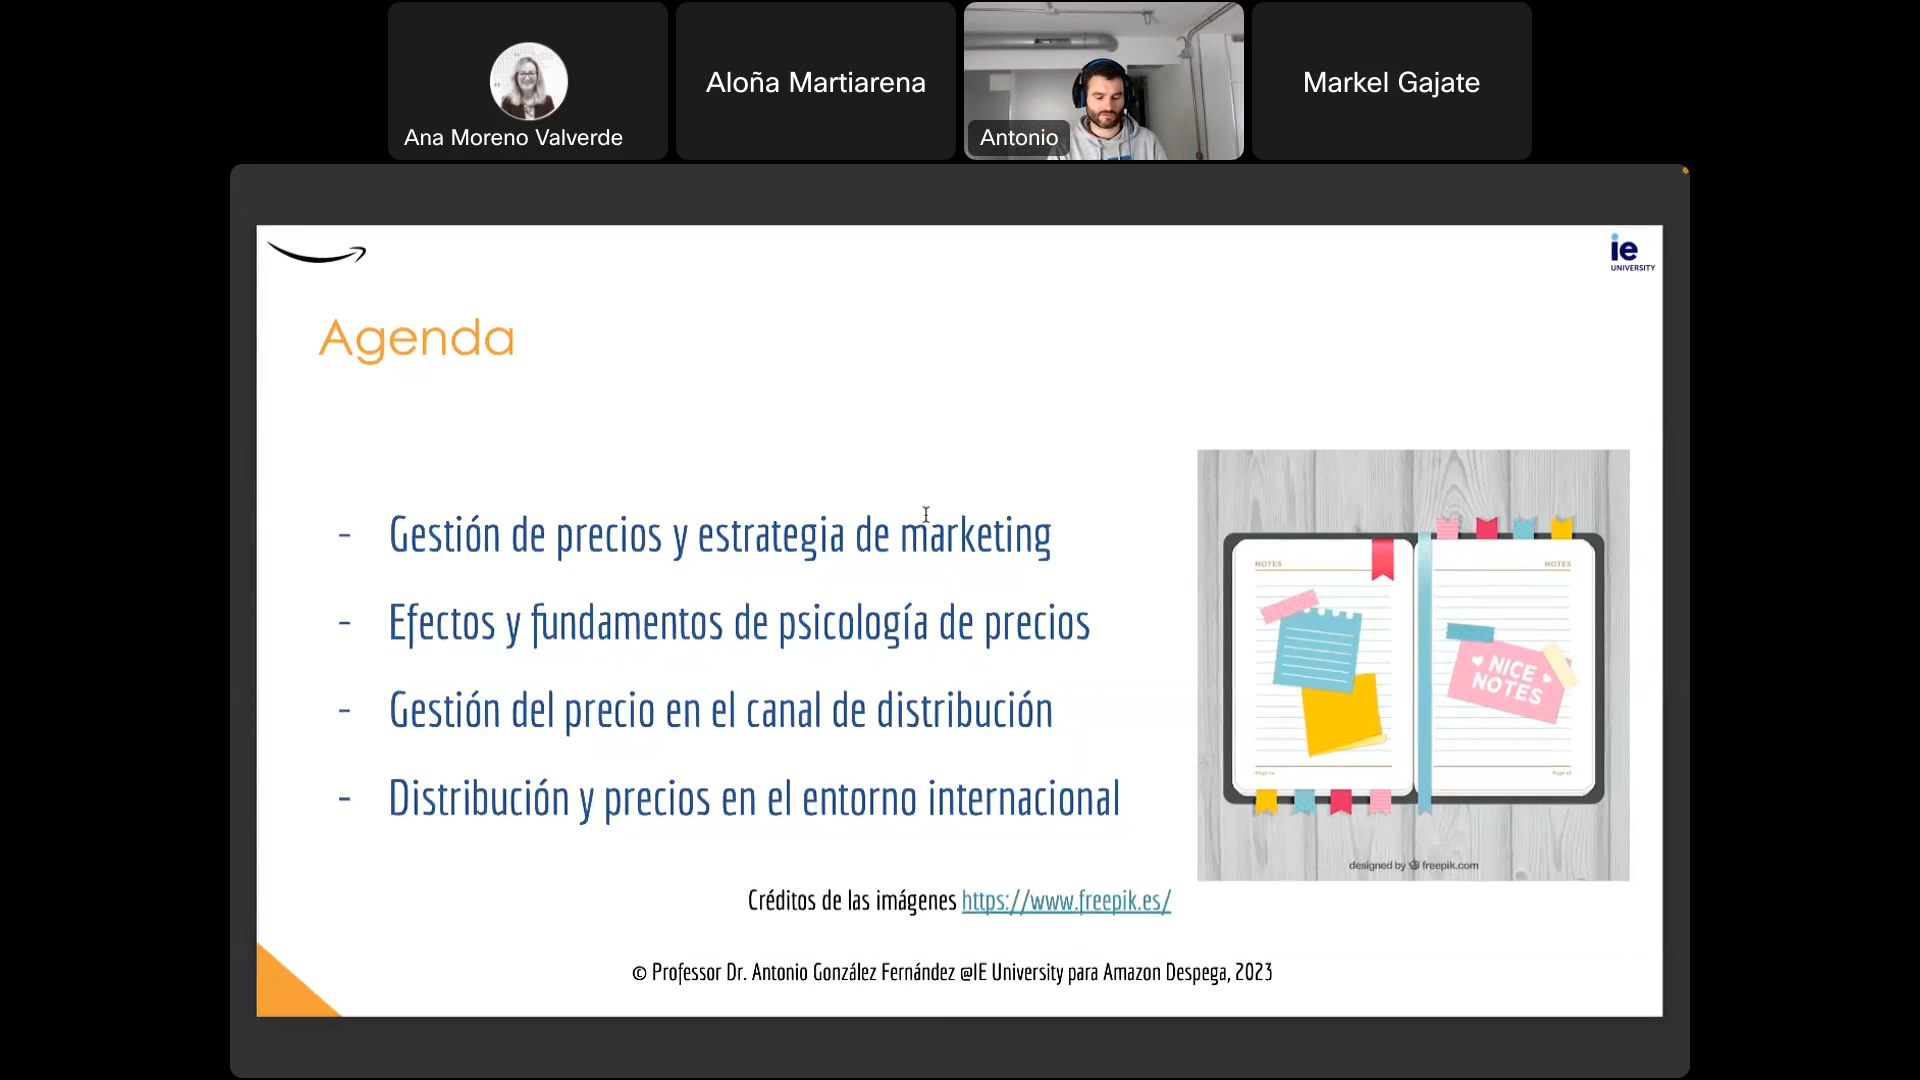 Ana Moreno Valverde
Aloña Martiarena
Antonio
Markel Gajate
ie
UNIVERSITY
Agenda
- Gestión de precios y estrategia de marketing
- Efectos y fundamentos de psicología de precios
- Gestión del precio en el canal de distribución
- Distribución y precios en el entorno internacional
NOTES
NOTES
NICE
NOTES
designed by freepik.com
Créditos de las imágenes https://www.freepik.es/
© Professor Dr. Antonio González Fernández @IE University para Amazon Despega, 2023